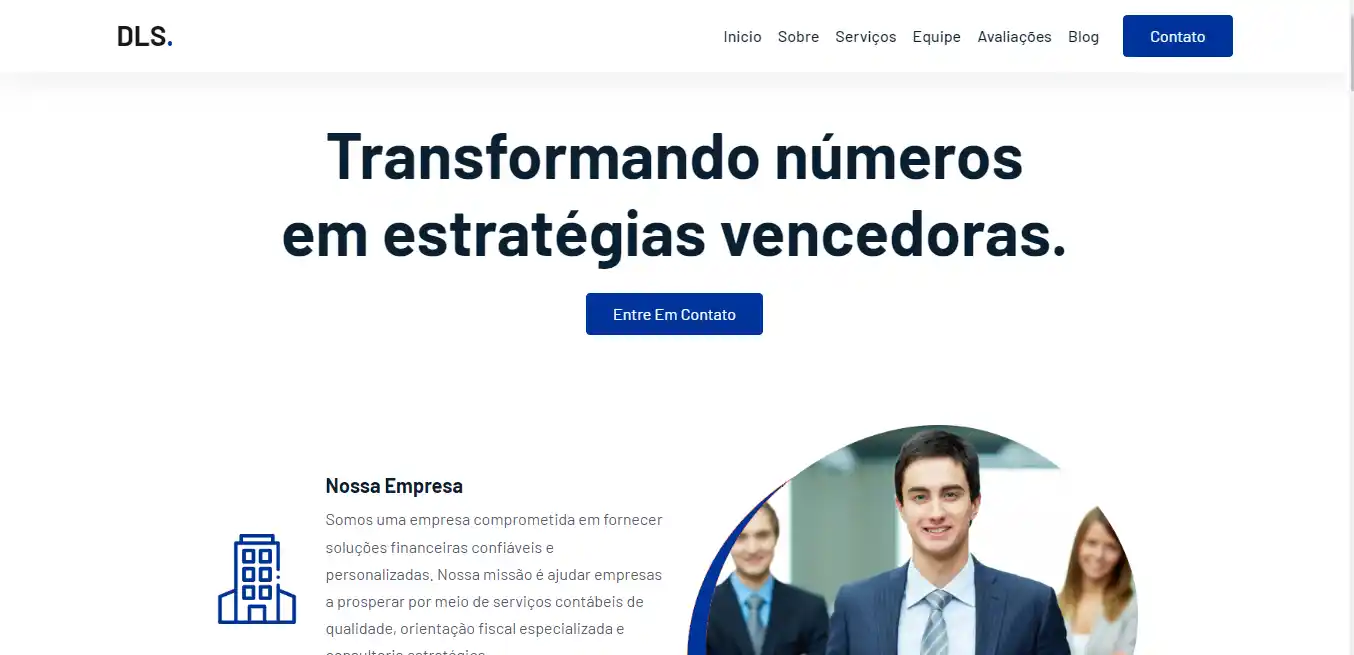 DLS.
Inicio Sobre Serviços Equipe Avaliações Blog Contato
Transformando números
em estratégias vencedoras.
Entre Em Contato
Nossa Empresa
Somos uma empresa comprometida em fornecer
soluções financeiras confiáveis e
personalizadas. Nossa missão é ajudar empresas
a prosperar por meio de serviços contábeis de
qualidade, orientação fiscal especializada e